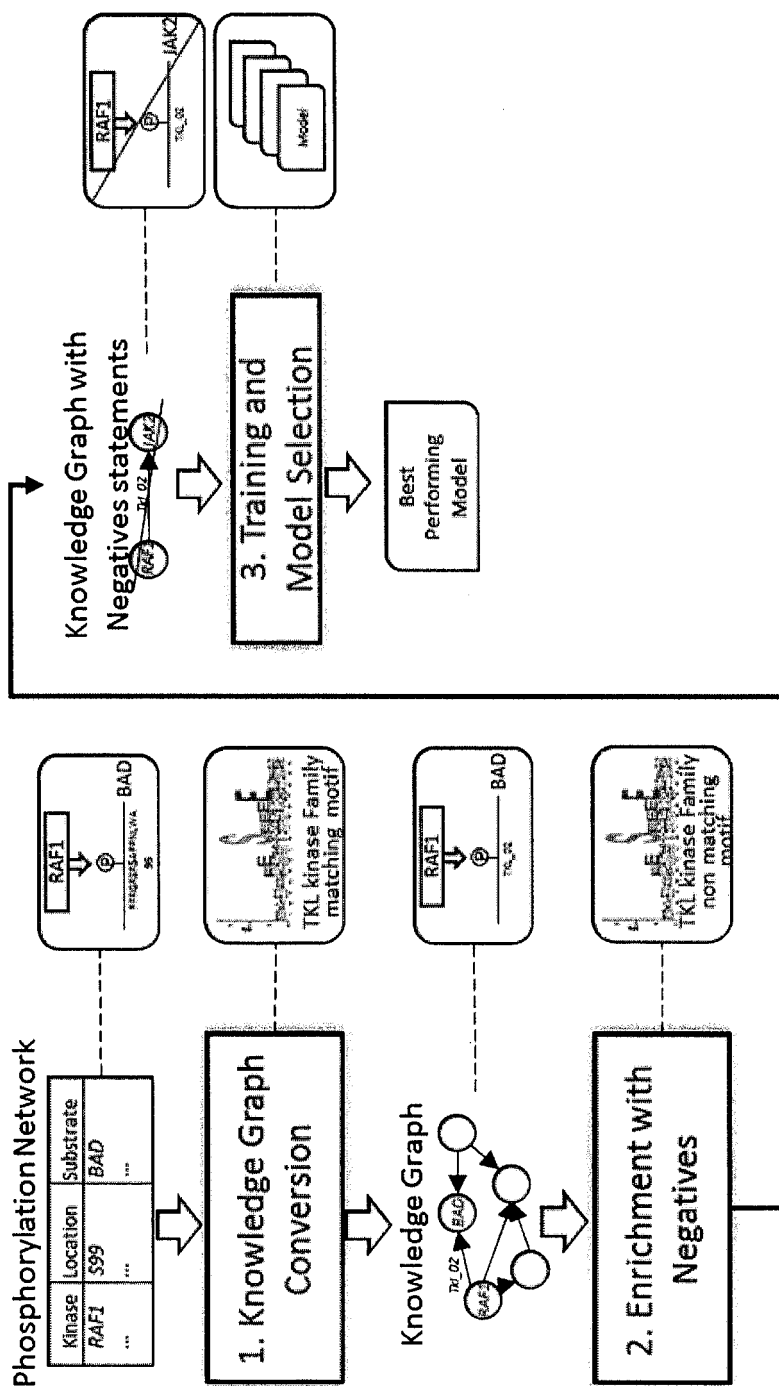 Phosphorylation Network
Kinase Location Substrate
RAF1 S99 BAD
... ... ...
RAF1
P
BAD
1. Knowledge Graph
Conversion
TKL kinase Family
matching motif
Knowledge Graph
Tkl_02
RAF1
BAD
RAF1
P
BAD
TKL_02
2. Enrichment with
Negatives
TKL kinase Family
non matching
motif
Knowledge Graph with
Negatives statements
Tkl_02
RAF1
JAK2
RAF1
P
JAK2
TKL_02
3. Training and
Model Selection
Model
Best
Performing
Model